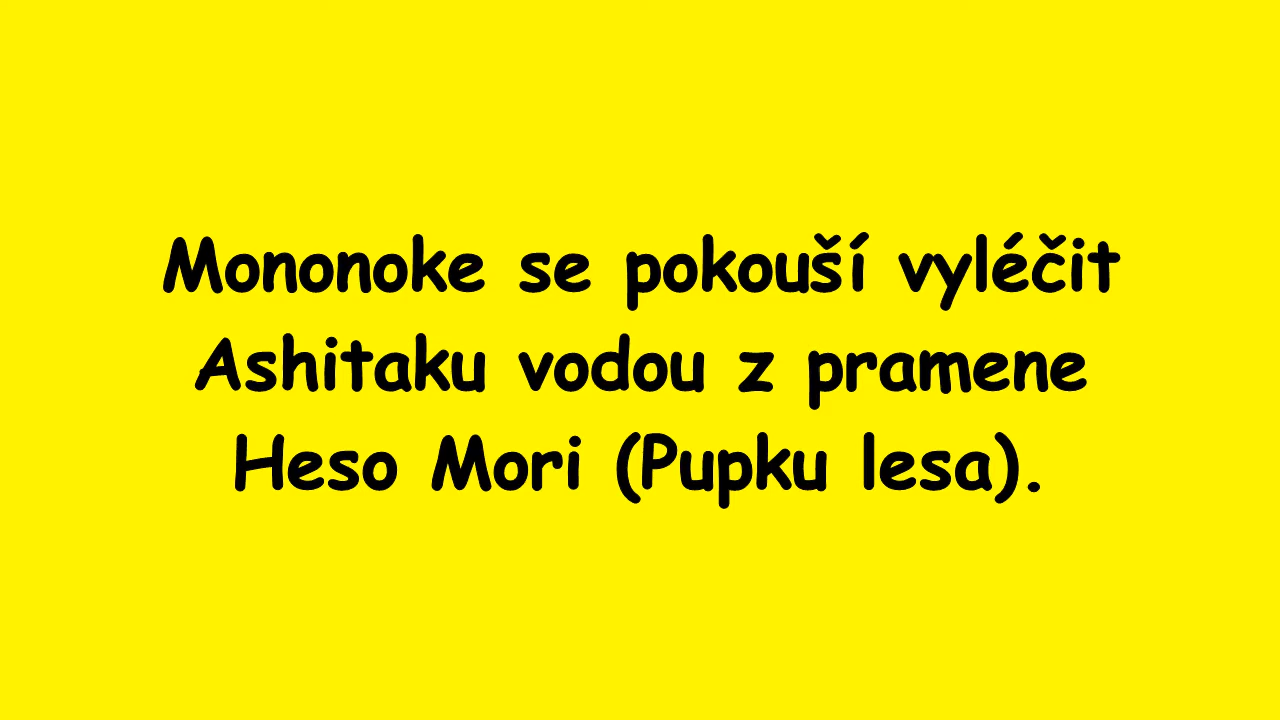 Mononoke se pokouší vyléčit
Ashitaku vodou z pramene
Heso Mori (Pupku lesa).